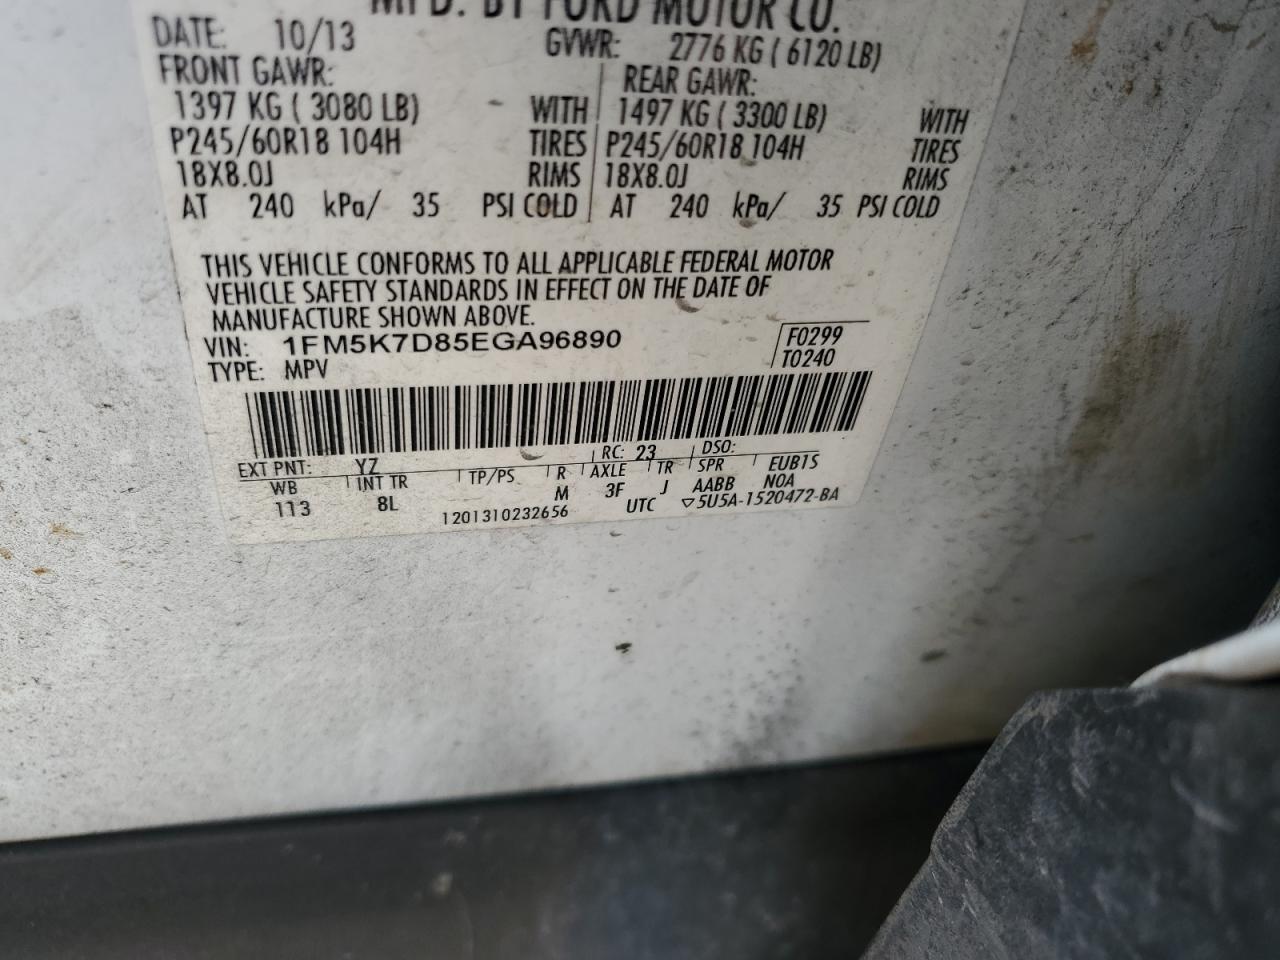 MFD. BY FORD MOTOR CO.
DATE: 10/13 GVWR: 2776 KG ( 6120 LB)
FRONT GAWR: REAR GAWR:
1397 KG ( 3080 LB) WITH 1497 KG ( 3300 LB) WITH
P245/60R18 104H TIRES P245/60R18 104H TIRES
18X8.0J RIMS 18X8.0J RIMS
AT 240 kPa/ 35 PSI COLD AT 240 kPa/ 35 PSI COLD
THIS VEHICLE CONFORMS TO ALL APPLICABLE FEDERAL MOTOR
VEHICLE SAFETY STANDARDS IN EFFECT ON THE DATE OF
MANUFACTURE SHOWN ABOVE.
VIN: 1FM5K7D85EGA96890 F0299
TYPE: MPV T0240
EXT PNT: YZ RC: 23 DSO:
WB INT TR TP/PS R AXLE TR SPR EUB1S
113 8L M 3F J AABB N0A
1201310232656 UTC ▽5U5A-1520472-BA